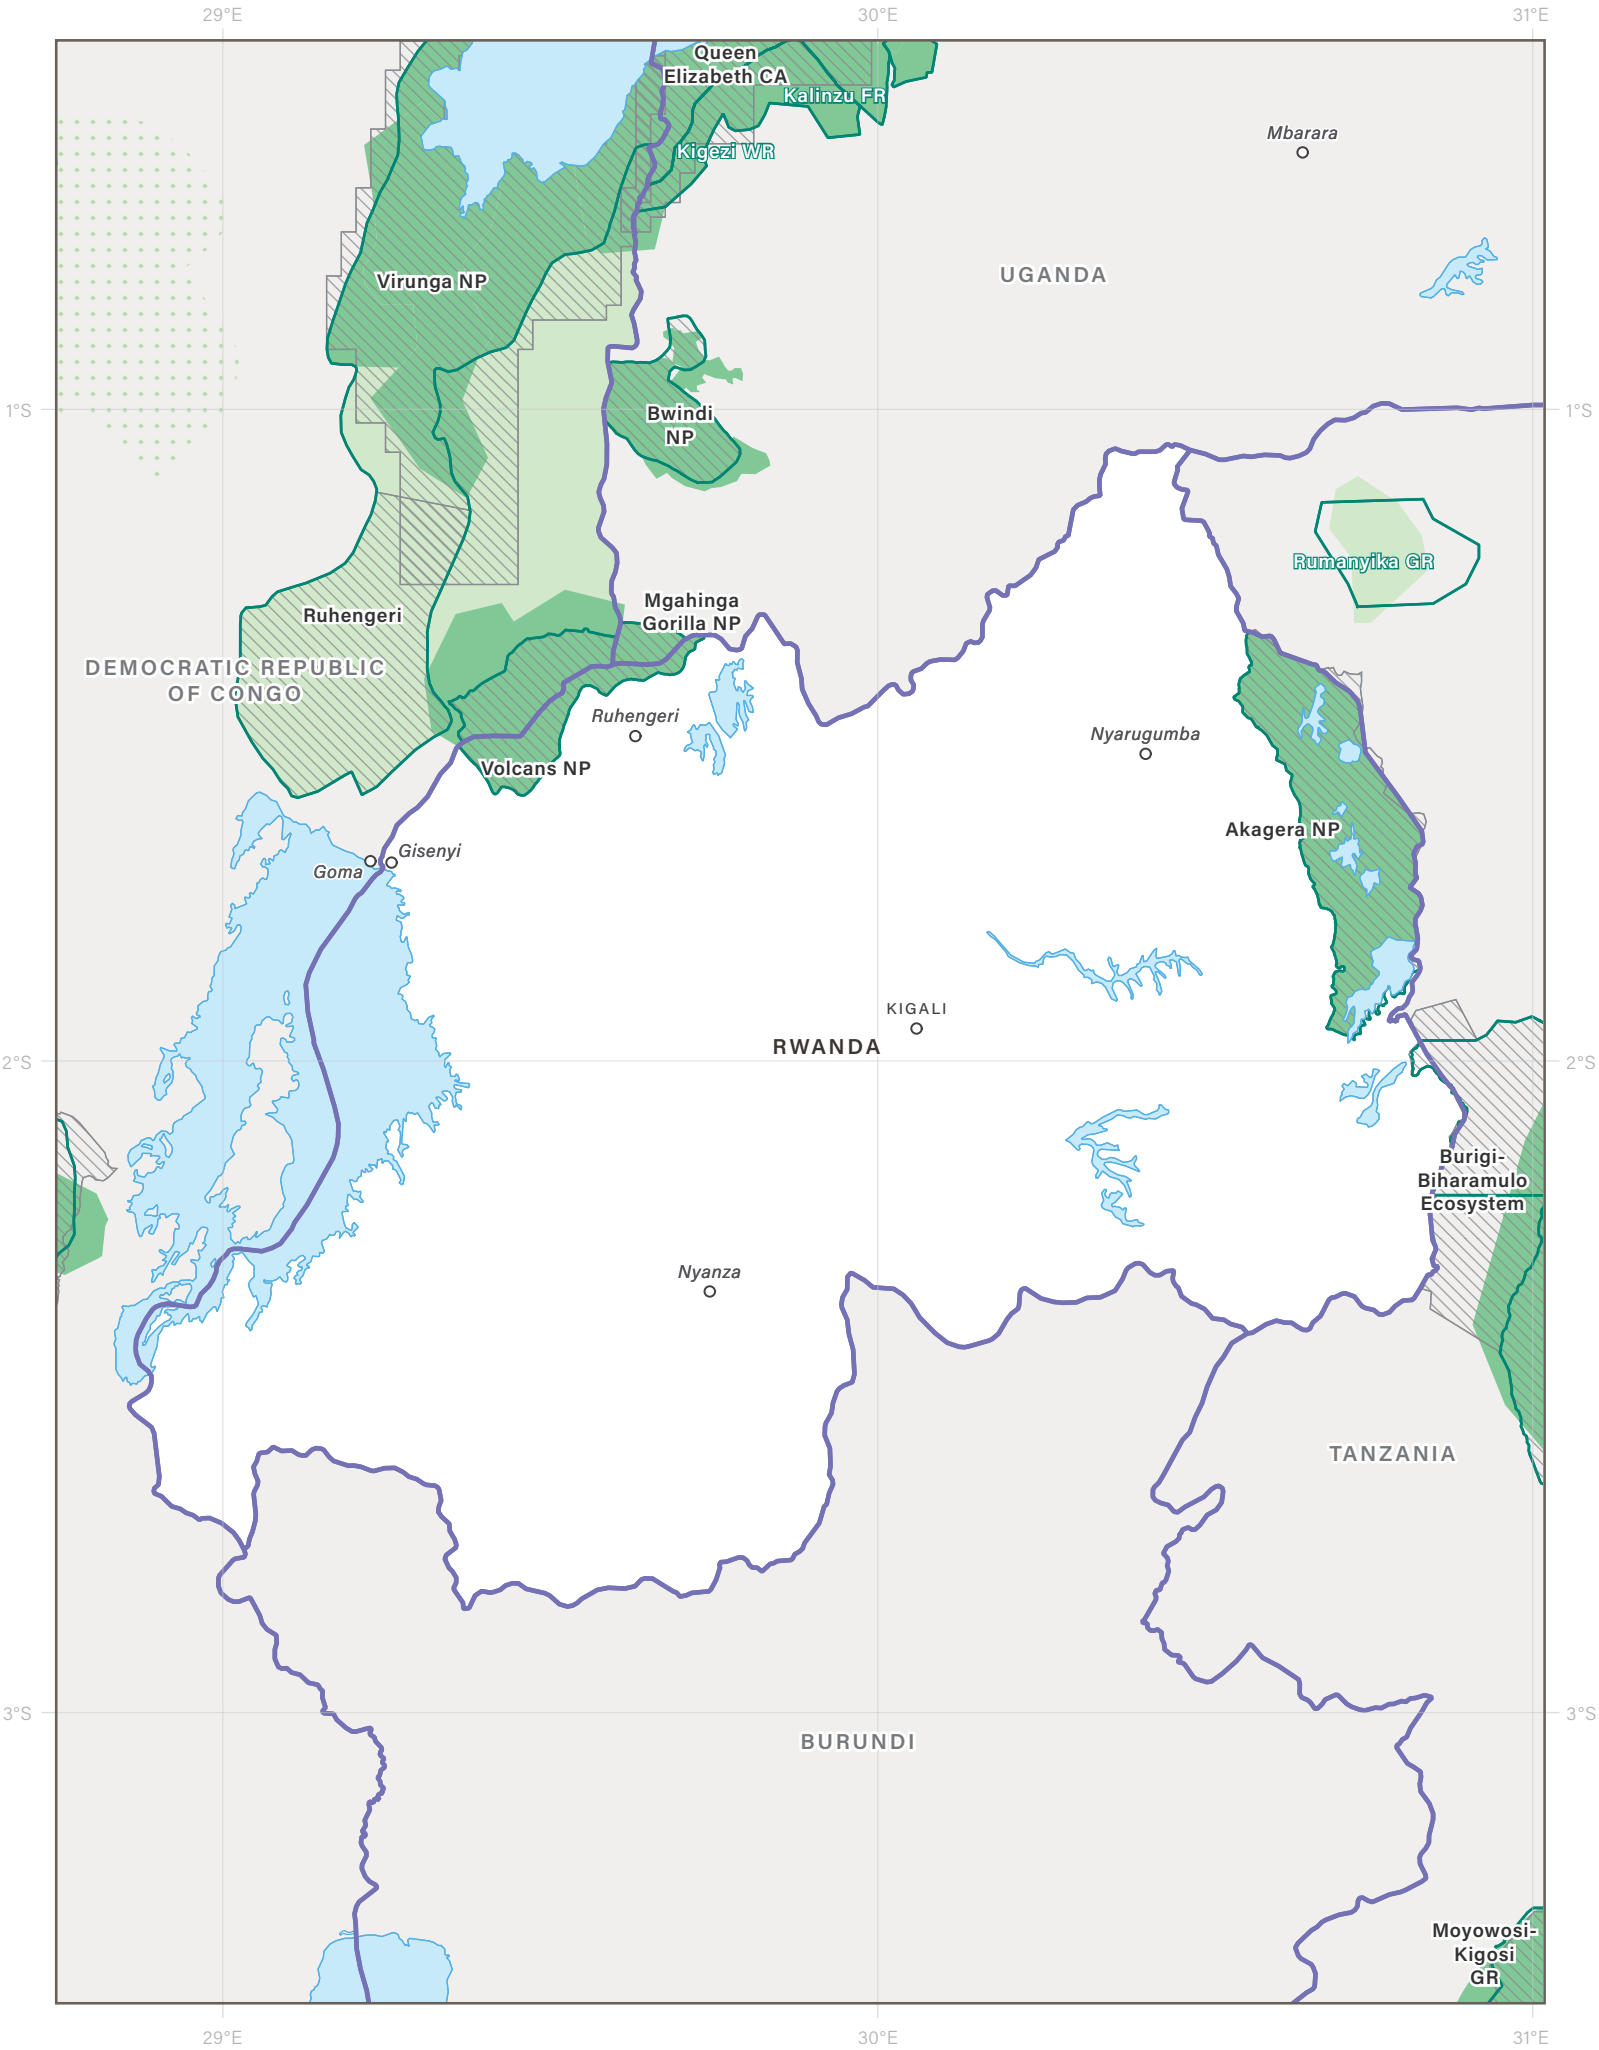 29°E
30°E
31°E
Queen
Elizabeth CA
Kalinzu FR
Mbarara
Kigezi WR
UGANDA
Virunga NP
1°S
1°S
Bwindi
NP
Rumanyika GR
Mgahinga
Gorilla NP
Ruhengeri
DEMOCRATIC REPUBLIC
OF CONGO
Ruhengeri
Nyarugumba
Volcans NP
Akagera NP
Gisenyi
Goma
KIGALI
RWANDA
2°S
2°S
Burigi-
Biharamulo
Ecosystem
Nyanza
TANZANIA
3°S
3°S
BURUNDI
Moyowosi-
Kigosi
GR
29°E
30°E
31°E